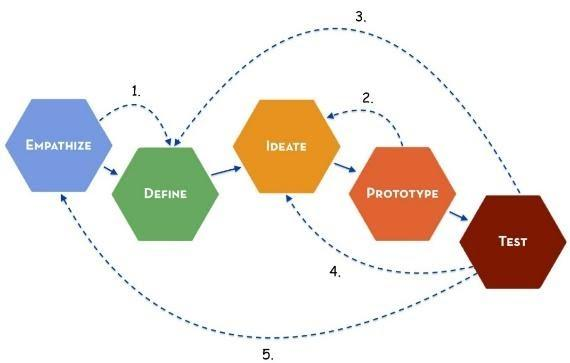 3.
1.
2.
EMPATHIZE
IDEATE
DEFINE
PROTOTYPE
TEST
4.
5.